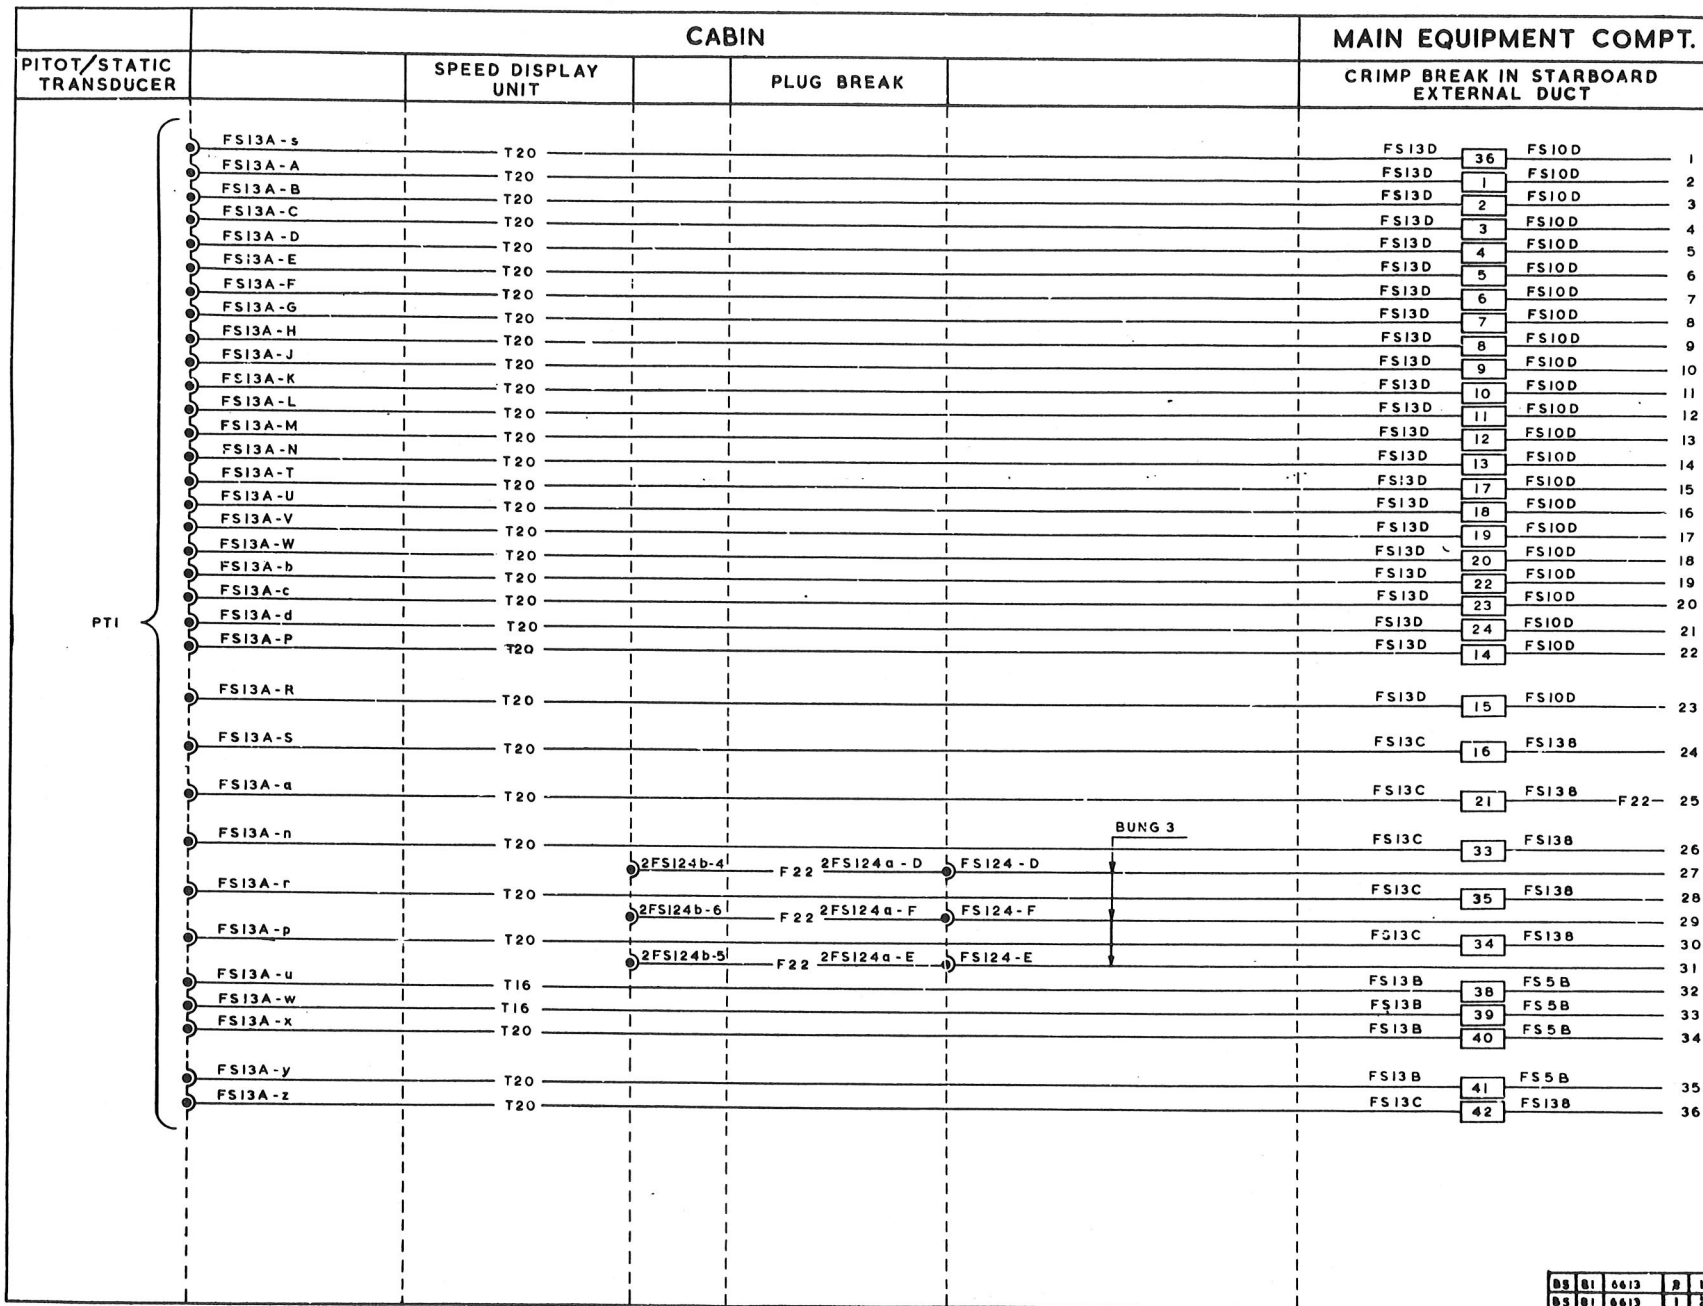 CABIN
MAIN EQUIPMENT COMPT.
PITOT/STATIC TRANSDUCER
SPEED DISPLAY UNIT
PLUG BREAK
CRIMP BREAK IN STARBOARD EXTERNAL DUCT
FS13A-s T20 FS13D 36 FS10D 1
FS13A-A T20 FS13D 1 FS10D 2
FS13A-B T20 FS13D 2 FS10D 3
FS13A-C T20 FS13D 3 FS10D 4
FS13A-D T20 FS13D 4 FS10D 5
FS13A-E T20 FS13D 5 FS10D 6
FS13A-F T20 FS13D 6 FS10D 7
FS13A-G T20 FS13D 7 FS10D 8
FS13A-H T20 FS13D 8 FS10D 9
FS13A-J T20 FS13D 9 FS10D 10
FS13A-K T20 FS13D 10 FS10D 11
FS13A-L T20 FS13D 11 FS10D 12
FS13A-M T20 FS13D 12 FS10D 13
FS13A-N T20 FS13D 13 FS10D 14
FS13A-T T20 FS13D 17 FS10D 15
FS13A-U T20 FS13D 18 FS10D 16
FS13A-V T20 FS13D 19 FS10D 17
FS13A-W T20 FS13D 20 FS10D 18
FS13A-b T20 FS13D 22 FS10D 19
FS13A-c T20 FS13D 23 FS10D 20
PT1
FS13A-d T20 FS13D 24 FS10D 21
FS13A-P T20 FS13D 14 FS10D 22
FS13A-R T20 FS13D 15 FS10D 23
FS13A-S T20 FS13C 16 FS138 24
FS13A-a T20 FS13C 21 FS138 F22 25
BUNG 3
FS13A-n T20 FS13C 33 FS138 26
2FS124b-4 F22 2FS124a-D FS124-D 27
FS13A-r T20 FS13C 35 FS138 28
2FS124b-6 F22 2FS124a-F FS124-F 29
FS13A-p T20 FS13C 34 FS138 30
2FS124b-5 F22 2FS124a-E FS124-E 31
FS13A-u T16 FS13B 38 FS5B 32
FS13A-w T16 FS13B 39 FS5B 33
FS13A-x T20 FS13B 40 FS5B 34
FS13A-y T20 FS13B 41 FS5B 35
FS13A-z T20 FS13C 42 FS138 36
BS 81 6613
BS 81 6613 1